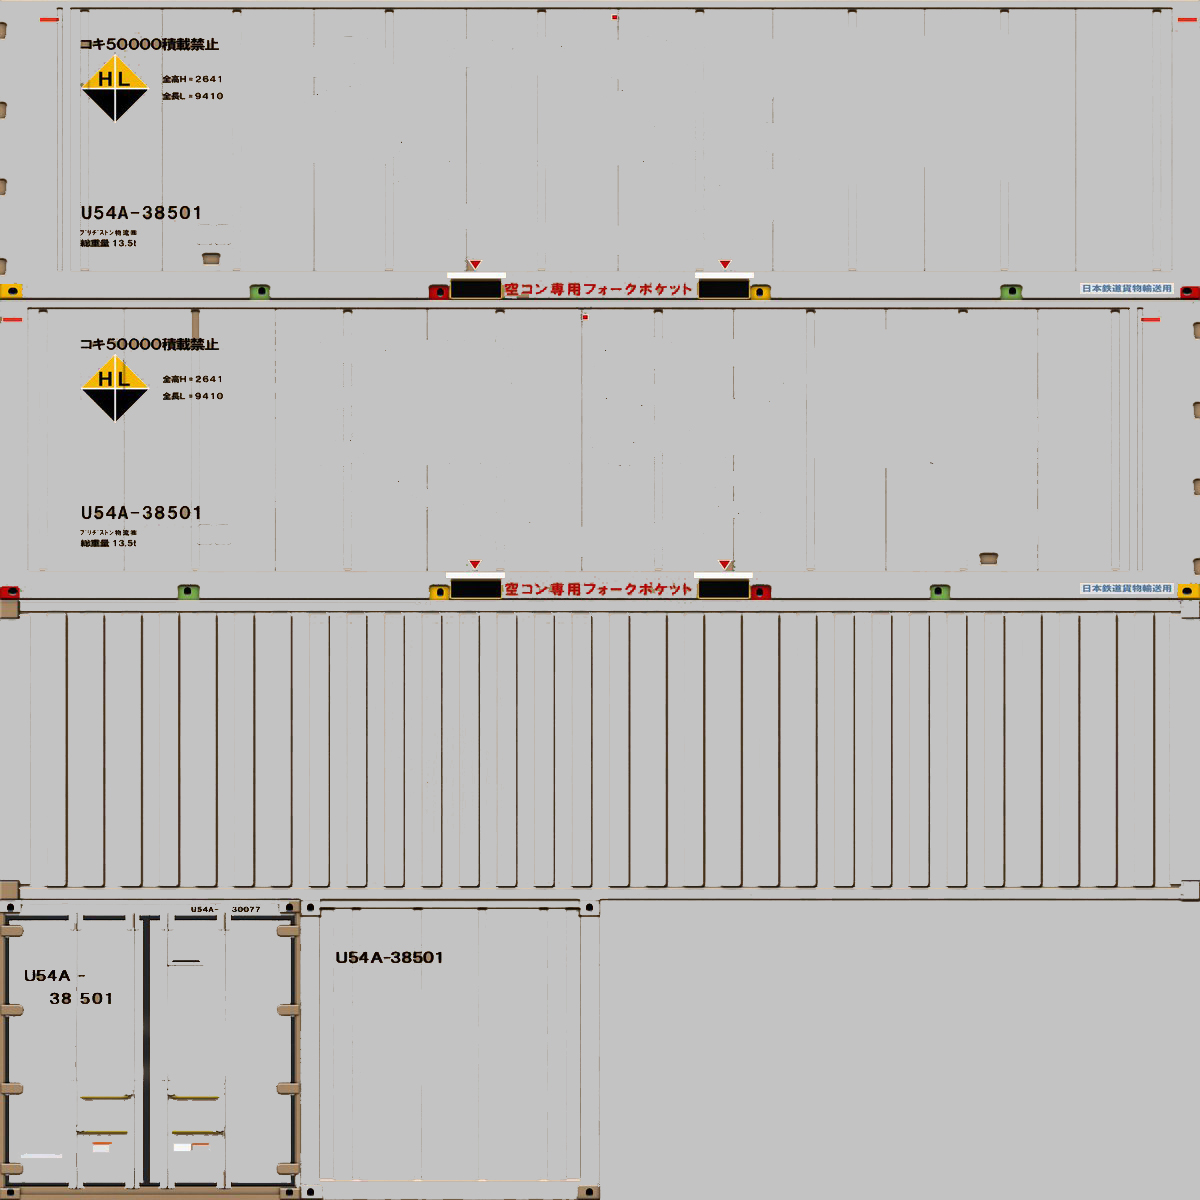 コキ50000積載禁止
HL
全高H=2641
全長L=9410
U54A-38501
ブリヂストン物流㈱
総重量 13.5t
空コン専用フォークポケット
日本鉄道貨物輸送用
コキ50000積載禁止
HL
全高H=2641
全長L=9410
U54A-38501
ブリヂストン物流㈱
総重量 13.5t
空コン専用フォークポケット
日本鉄道貨物輸送用
U54A- 30077
U54A -
38 501
U54A-38501